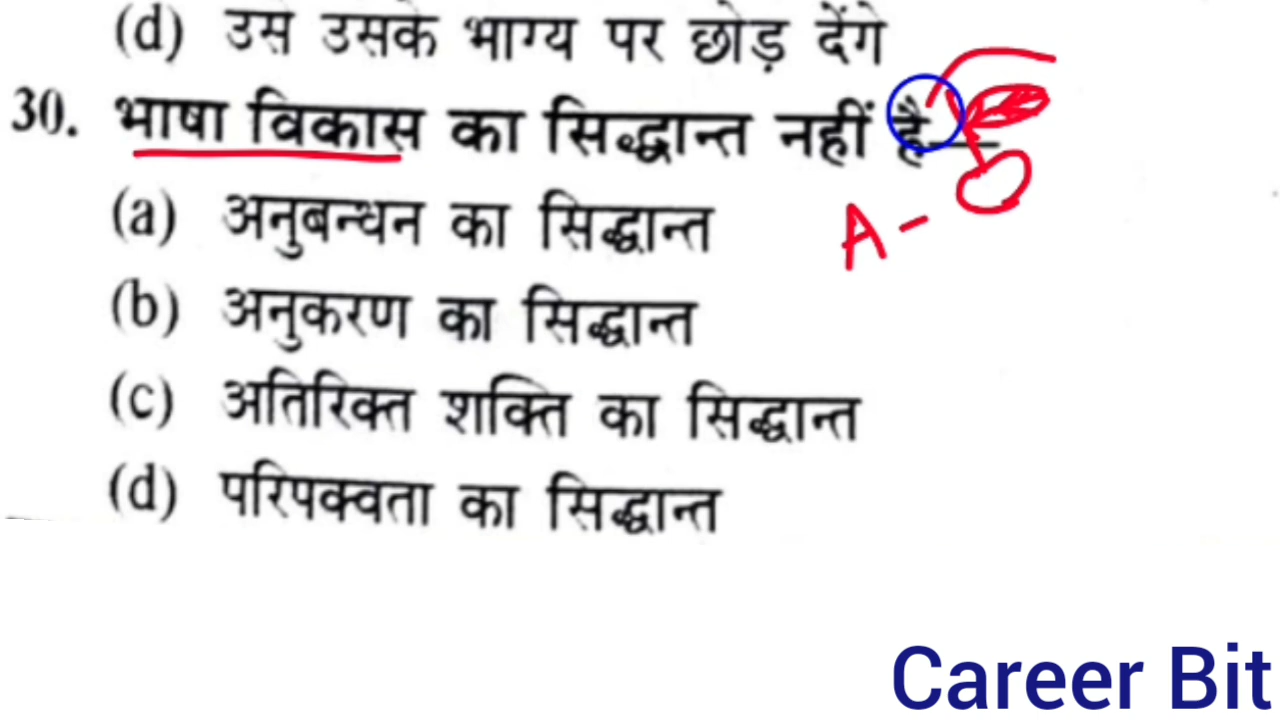 (d) उसे उसके भाग्य पर छोड़ देंगे
30. भाषा विकास का सिद्धान्त नहीं है—
A -
(a) अनुबन्धन का सिद्धान्त
(b) अनुकरण का सिद्धान्त
(c) अतिरिक्त शक्ति का सिद्धान्त
(d) परिपक्वता का सिद्धान्त
Career Bit